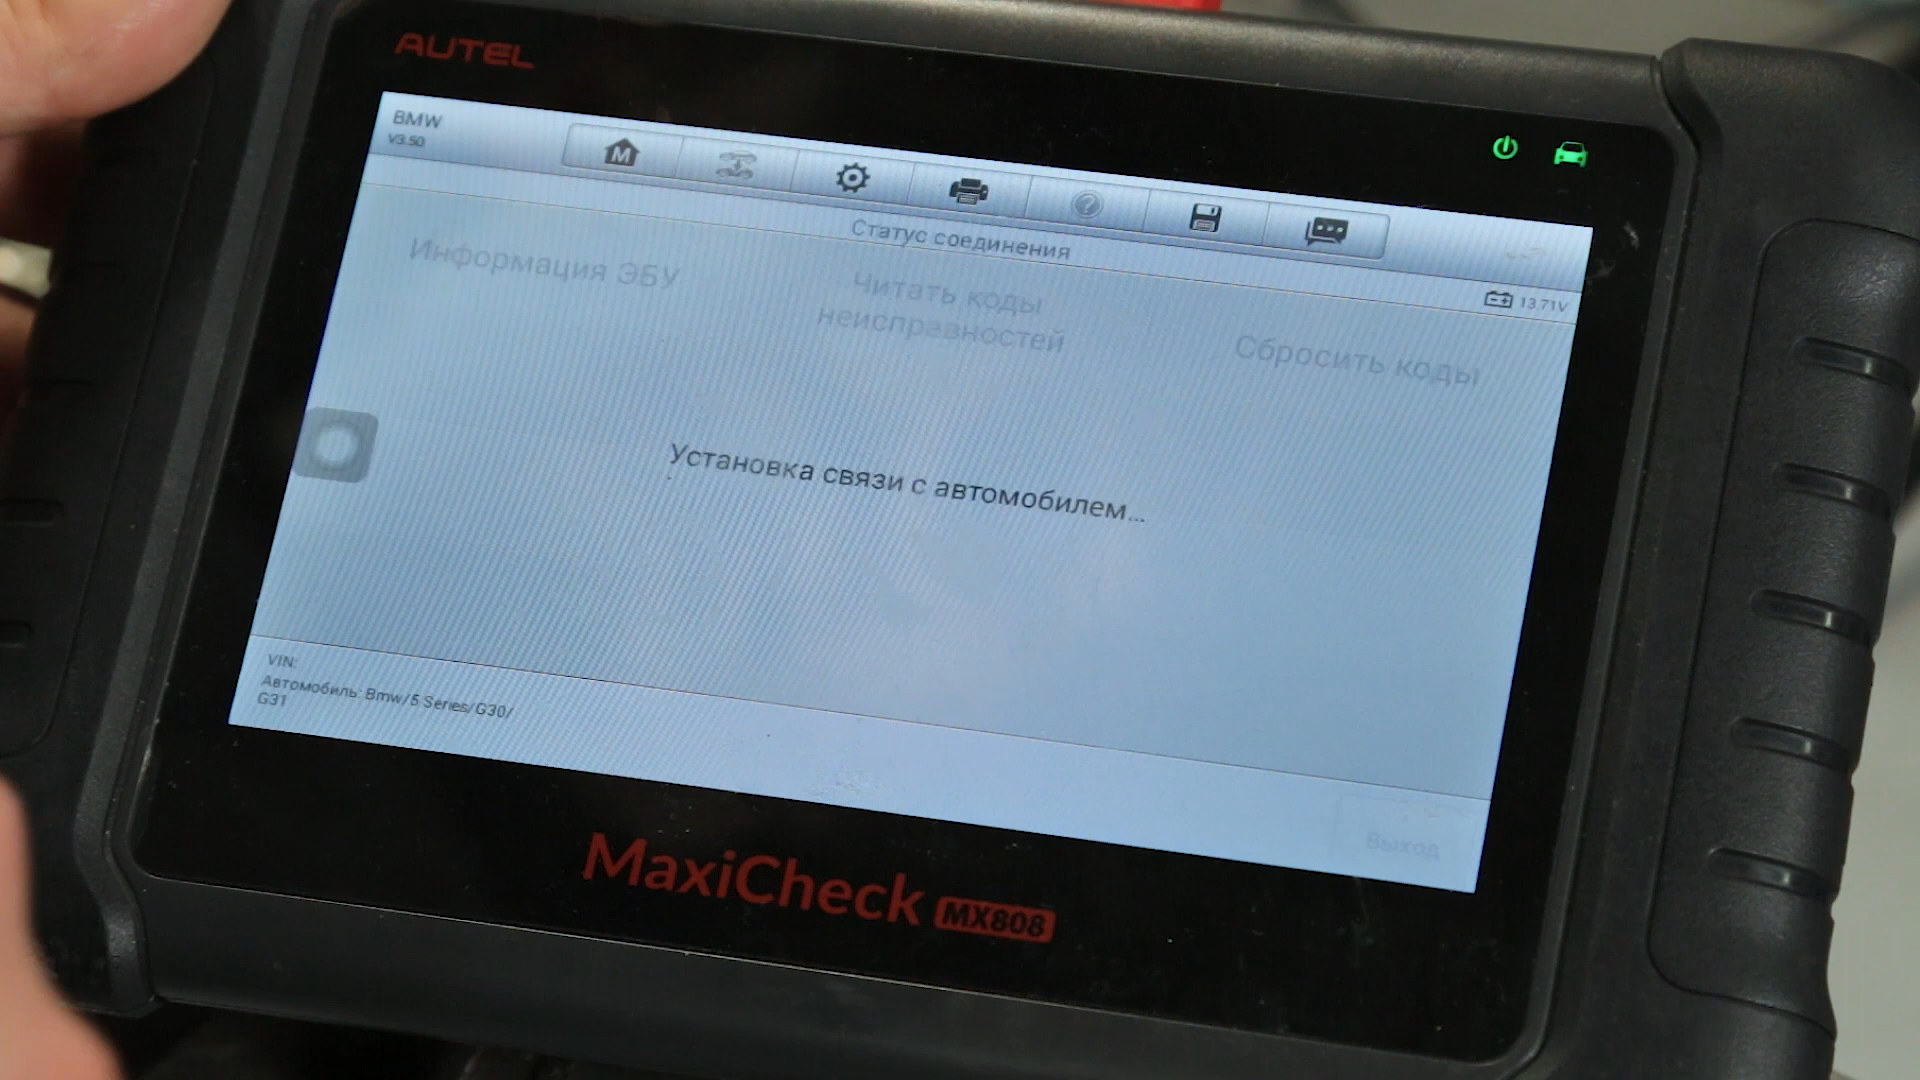 AUTEL
BMW
V3.50
M
Статус соединения
13.71V
Информация ЭБУ
Читать коды
неисправностей
Сбросить коды
Установка связи с автомобилем...
VIN:
Автомобиль: Bmw/5 Series/G30/
G31
Выход
MaxiCheck MX808